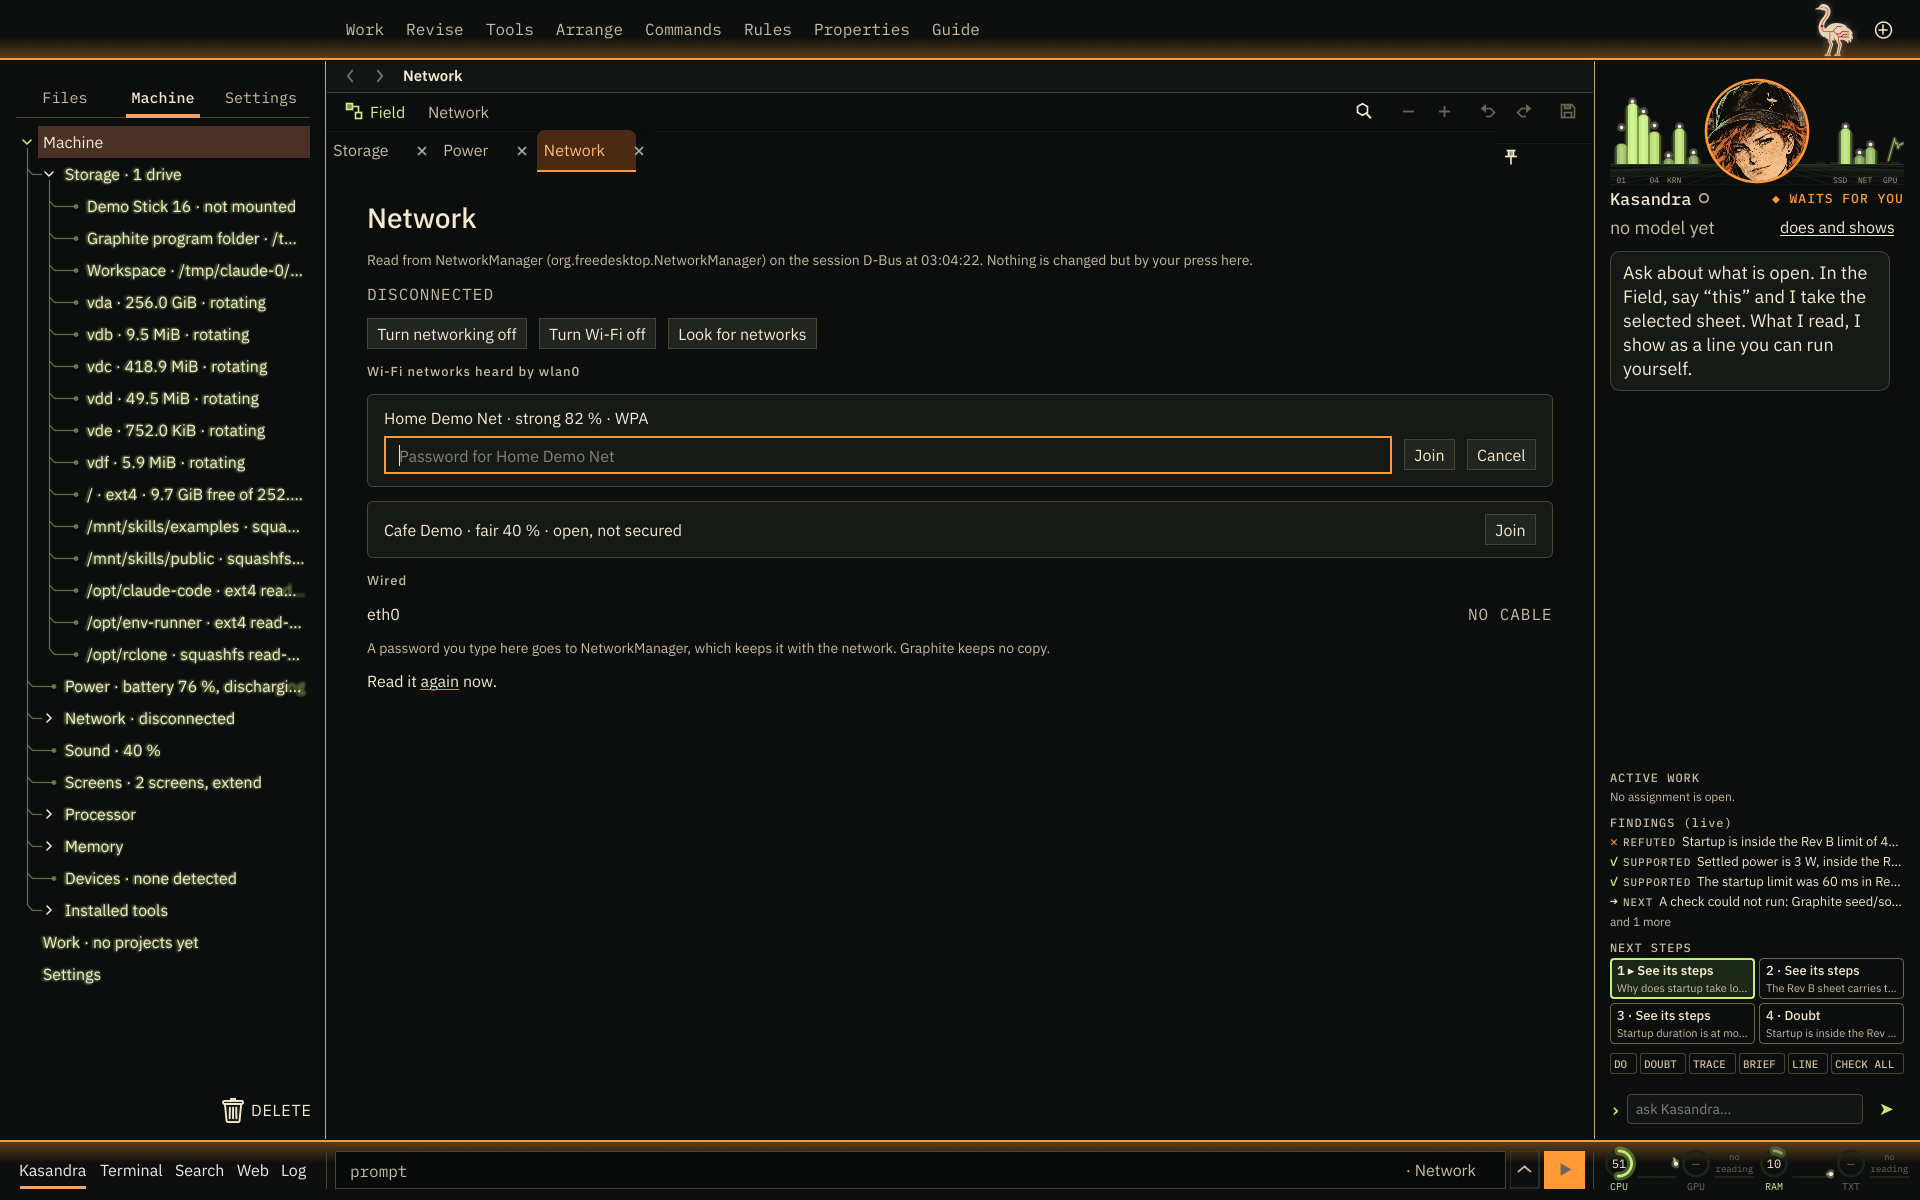 Work Revise Tools Arrange Commands Rules Properties Guide
Files Machine Settings
Machine
Storage · 1 drive
Demo Stick 16 · not mounted
Graphite program folder · /t...
Workspace · /tmp/claude-0/...
vda · 256.0 GiB · rotating
vdb · 9.5 MiB · rotating
vdc · 418.9 MiB · rotating
vdd · 49.5 MiB · rotating
vde · 752.0 KiB · rotating
vdf · 5.9 MiB · rotating
/ · ext4 · 9.7 GiB free of 252....
/mnt/skills/examples · squa...
/mnt/skills/public · squashfs...
/opt/claude-code · ext4 rea...
/opt/env-runner · ext4 read-...
/opt/rclone · squashfs read-...
Power · battery 76 %, dischargi...
Network · disconnected
Sound · 40 %
Screens · 2 screens, extend
Processor
Memory
Devices · none detected
Installed tools
Work · no projects yet
Settings
DELETE
Network
Field Network
Storage × Power × Network ×
Network
Read from NetworkManager (org.freedesktop.NetworkManager) on the session D-Bus at 03:04:22. Nothing is changed but by your press here.
DISCONNECTED
Turn networking off Turn Wi-Fi off Look for networks
Wi-Fi networks heard by wlan0
Home Demo Net · strong 82 % · WPA
Password for Home Demo Net Join Cancel
Cafe Demo · fair 40 % · open, not secured Join
Wired
eth0 NO CABLE
A password you type here goes to NetworkManager, which keeps it with the network. Graphite keeps no copy.
Read it again now.
01 04 KRN SSD NET GPU
Kasandra ◆ WAITS FOR YOU
no model yet does and shows
Ask about what is open. In the
Field, say “this” and I take the
selected sheet. What I read, I
show as a line you can run
yourself.
ACTIVE WORK
No assignment is open.
FINDINGS (live)
× REFUTED Startup is inside the Rev B limit of 4...
√ SUPPORTED Settled power is 3 W, inside the R...
√ SUPPORTED The startup limit was 60 ms in Re...
→ NEXT A check could not run: Graphite seed/so...
and 1 more
NEXT STEPS
1 ▸ See its steps
Why does startup take lo...
2 · See its steps
The Rev B sheet carries t...
3 · See its steps
Startup duration is at mo...
4 · Doubt
Startup is inside the Rev ...
DO DOUBT TRACE BRIEF LINE CHECK ALL
› ask Kasandra...
Kasandra Terminal Search Web Log
prompt · Network
51 CPU
– GPU no reading
10 RAM
– TXT no reading